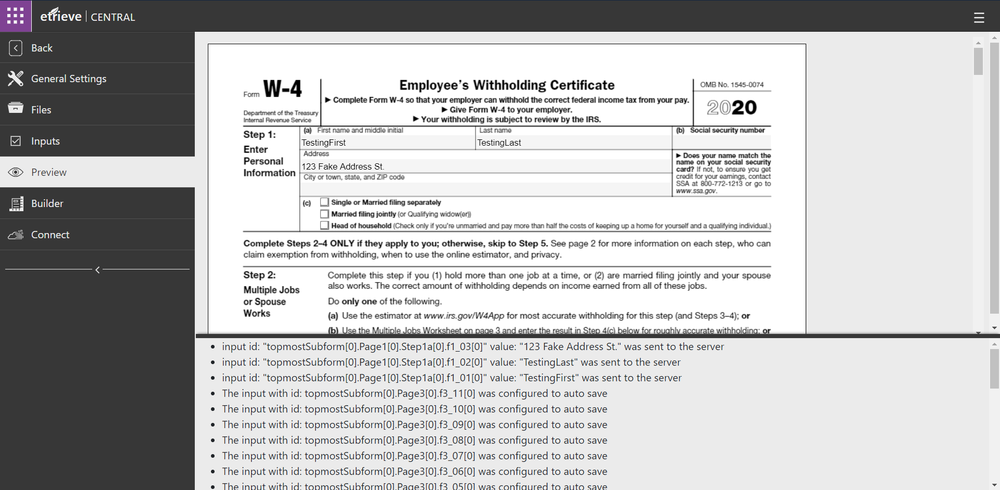 etrieve | CENTRAL
Back
General Settings
Files
Inputs
Preview
Builder
Connect
Form W-4
Department of the Treasury
Internal Revenue Service
Employee's Withholding Certificate
▶ Complete Form W-4 so that your employer can withhold the correct federal income tax from your pay.
▶ Give Form W-4 to your employer.
▶ Your withholding is subject to review by the IRS.
OMB No. 1545-0074
2020
Step 1:
Enter
Personal
Information
(a) First name and middle initial
TestingFirst
Last name
TestingLast
(b) Social security number
Address
123 Fake Address St.
City or town, state, and ZIP code
▶ Does your name match the
name on your social security
card? If not, to ensure you get
credit for your earnings, contact
SSA at 800-772-1213 or go to
www.ssa.gov.
(c) Single or Married filing separately
Married filing jointly (or Qualifying widow(er))
Head of household (Check only if you're unmarried and pay more than half the costs of keeping up a home for yourself and a qualifying individual.)
Complete Steps 2–4 ONLY if they apply to you; otherwise, skip to Step 5. See page 2 for more information on each step, who can
claim exemption from withholding, when to use the online estimator, and privacy.
Step 2:
Multiple Jobs
or Spouse
Works
Complete this step if you (1) hold more than one job at a time, or (2) are married filing jointly and your spouse
also works. The correct amount of withholding depends on income earned from all of these jobs.
Do only one of the following.
(a) Use the estimator at www.irs.gov/W4App for most accurate withholding for this step (and Steps 3–4); or
(b) Use the Multiple Jobs Worksheet on page 3 and enter the result in Step 4(c) below for roughly accurate withholding; or
• input id: "topmostSubform[0].Page1[0].Step1a[0].f1_03[0]" value: "123 Fake Address St." was sent to the server
• input id: "topmostSubform[0].Page1[0].Step1a[0].f1_02[0]" value: "TestingLast" was sent to the server
• input id: "topmostSubform[0].Page1[0].Step1a[0].f1_01[0]" value: "TestingFirst" was sent to the server
• The input with id: topmostSubform[0].Page3[0].f3_11[0] was configured to auto save
• The input with id: topmostSubform[0].Page3[0].f3_10[0] was configured to auto save
• The input with id: topmostSubform[0].Page3[0].f3_09[0] was configured to auto save
• The input with id: topmostSubform[0].Page3[0].f3_08[0] was configured to auto save
• The input with id: topmostSubform[0].Page3[0].f3_07[0] was configured to auto save
• The input with id: topmostSubform[0].Page3[0].f3_06[0] was configured to auto save
• The input with id: topmostSubform[0].Page3[0].f3_05[0] was configured to auto save